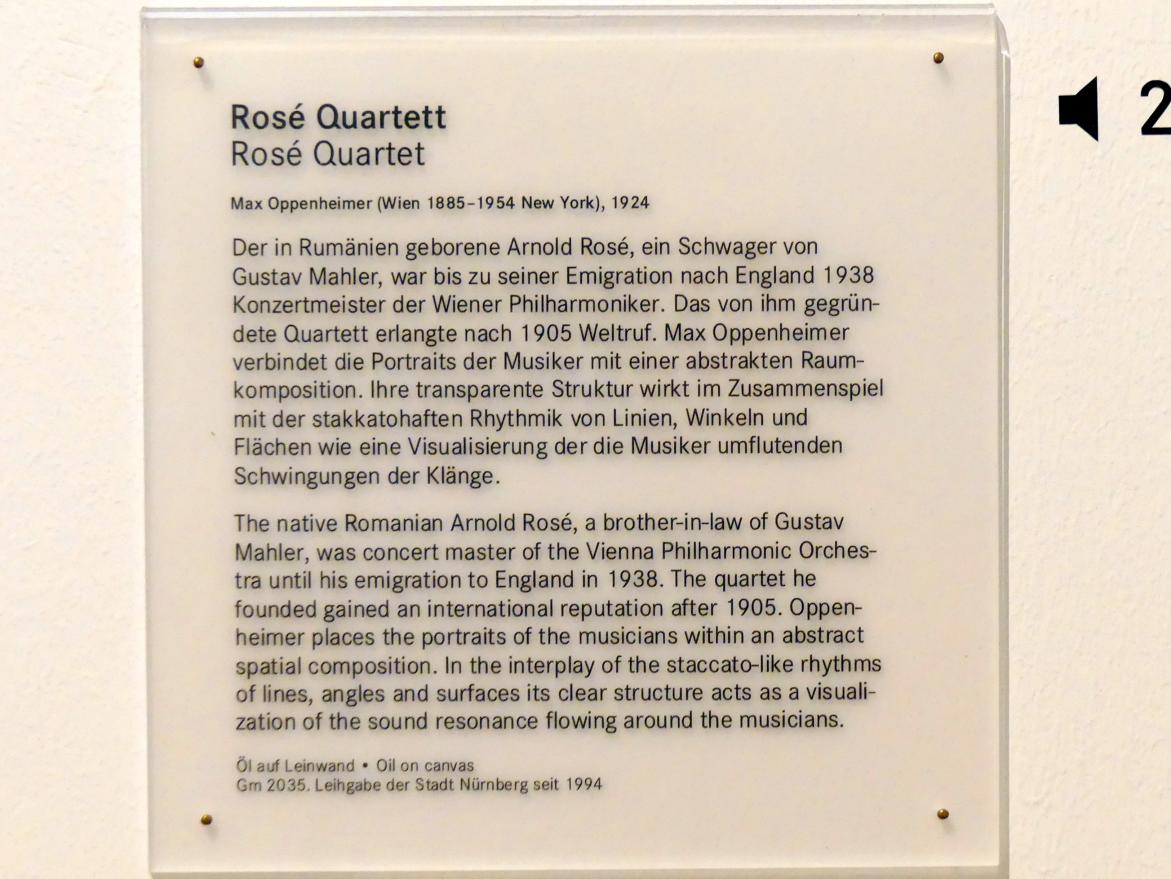 Rosé Quartett
Rosé Quartet
Max Oppenheimer (Wien 1885–1954 New York), 1924
Der in Rumänien geborene Arnold Rosé, ein Schwager von
Gustav Mahler, war bis zu seiner Emigration nach England 1938
Konzertmeister der Wiener Philharmoniker. Das von ihm gegrün-
dete Quartett erlangte nach 1905 Weltruf. Max Oppenheimer
verbindet die Portraits der Musiker mit einer abstrakten Raum-
komposition. Ihre transparente Struktur wirkt im Zusammenspiel
mit der stakkatohaften Rhythmik von Linien, Winkeln und
Flächen wie eine Visualisierung der die Musiker umflutenden
Schwingungen der Klänge.
The native Romanian Arnold Rosé, a brother-in-law of Gustav
Mahler, was concert master of the Vienna Philharmonic Orches-
tra until his emigration to England in 1938. The quartet he
founded gained an international reputation after 1905. Oppen-
heimer places the portraits of the musicians within an abstract
spatial composition. In the interplay of the staccato-like rhythms
of lines, angles and surfaces its clear structure acts as a visuali-
zation of the sound resonance flowing around the musicians.
Öl auf Leinwand • Oil on canvas
Gm 2035. Leihgabe der Stadt Nürnberg seit 1994
2